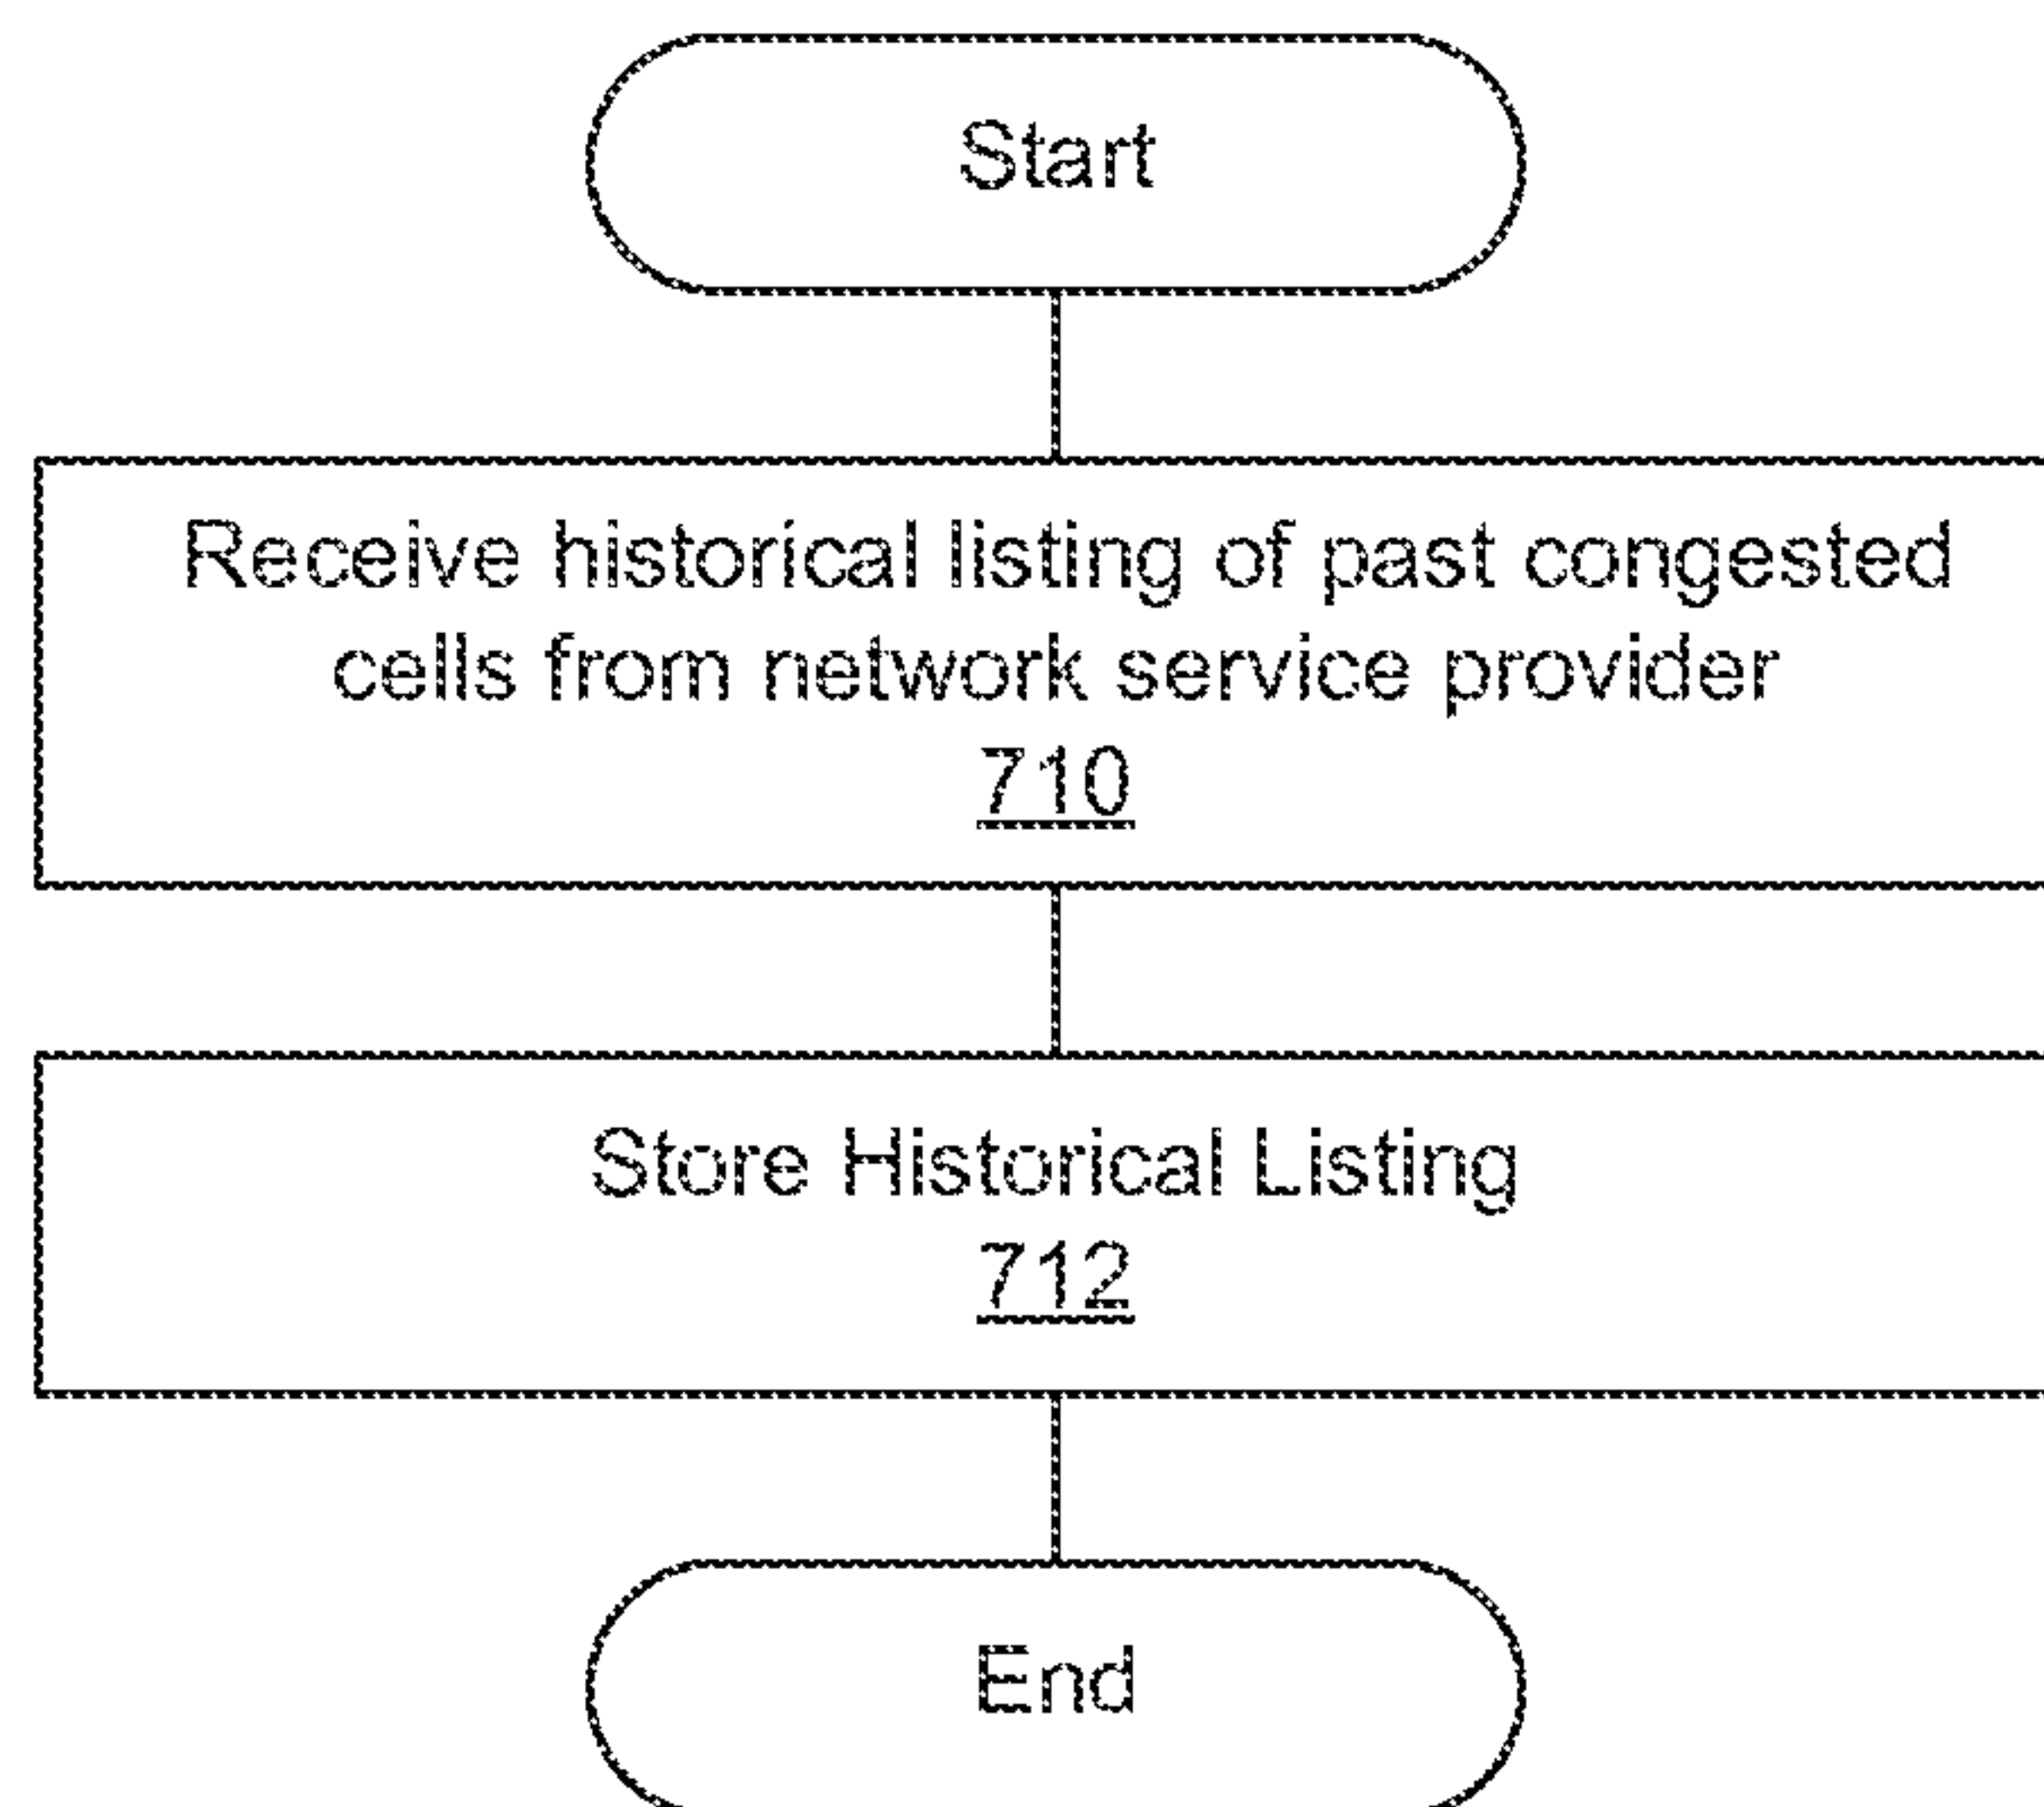 Start
Receive historical listing of past congested
cells from network service provider
710
Store Historical Listing
712
End